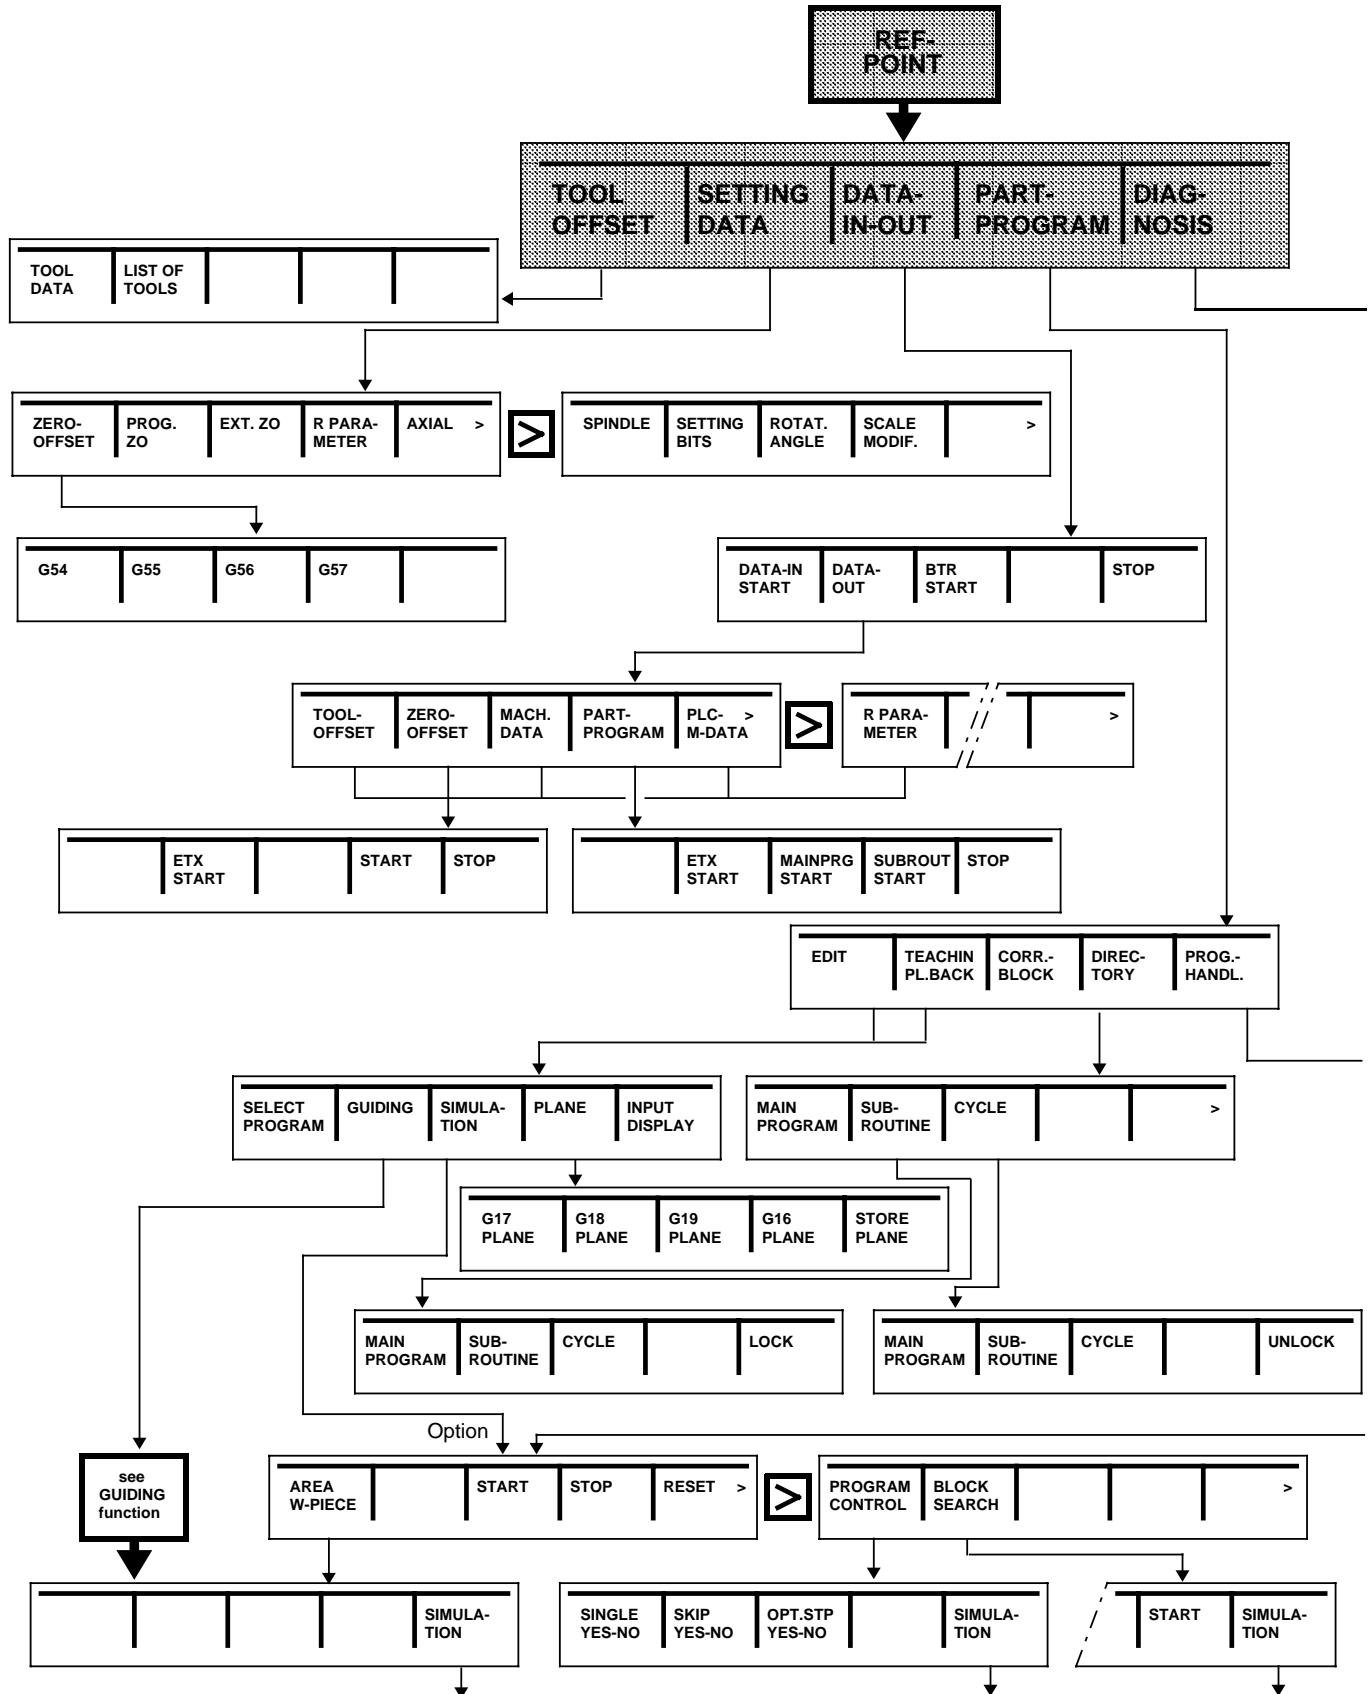 REF-
POINT
TOOL
OFFSET
SETTING
DATA
DATA-
IN-OUT
PART-
PROGRAM
DIAG-
NOSIS
TOOL
DATA
LIST OF
TOOLS
ZERO-
OFFSET
PROG.
ZO
EXT. ZO
R PARA-
METER
AXIAL >
>
SPINDLE
SETTING
BITS
ROTAT.
ANGLE
SCALE
MODIF.
>
G54
G55
G56
G57
DATA-IN
START
DATA-
OUT
BTR
START
STOP
TOOL-
OFFSET
ZERO-
OFFSET
MACH.
DATA
PART-
PROGRAM
PLC- >
M-DATA
>
R PARA-
METER
>
ETX
START
START
STOP
ETX
START
MAINPRG
START
SUBROUT
START
STOP
EDIT
TEACHIN
PL.BACK
CORR.-
BLOCK
DIREC-
TORY
PROG.-
HANDL.
SELECT
PROGRAM
GUIDING
SIMULA-
TION
PLANE
INPUT
DISPLAY
MAIN
PROGRAM
SUB-
ROUTINE
CYCLE
>
G17
PLANE
G18
PLANE
G19
PLANE
G16
PLANE
STORE
PLANE
MAIN
PROGRAM
SUB-
ROUTINE
CYCLE
LOCK
MAIN
PROGRAM
SUB-
ROUTINE
CYCLE
UNLOCK
Option
see
GUIDING
function
AREA
W-PIECE
START
STOP
RESET >
>
PROGRAM
CONTROL
BLOCK
SEARCH
>
SIMULA-
TION
SINGLE
YES-NO
SKIP
YES-NO
OPT.STP
YES-NO
SIMULA-
TION
START
SIMULA-
TION